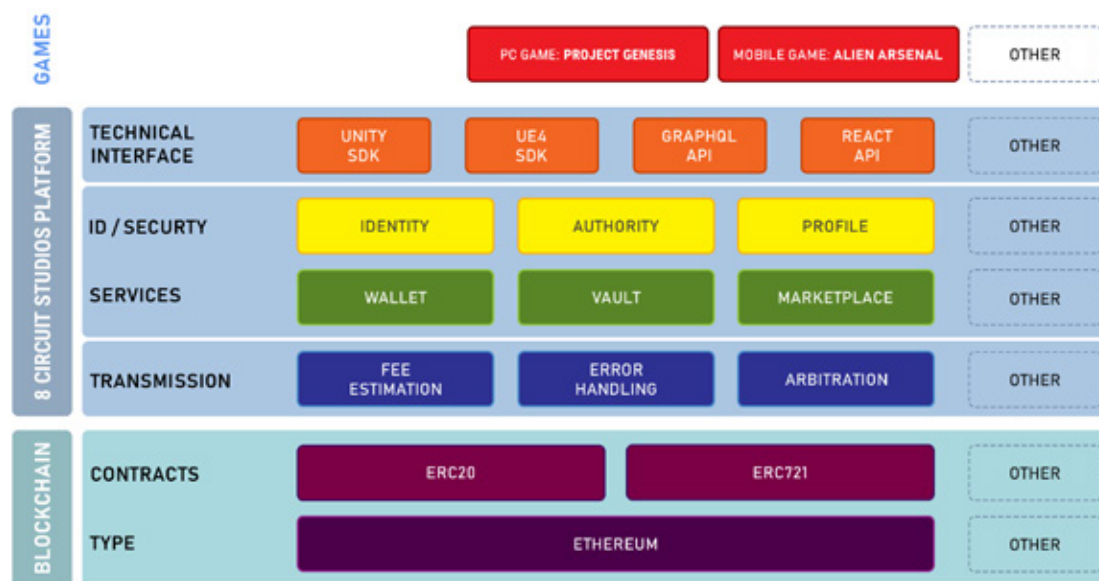 GAMES
PC GAME: PROJECT GENESIS
MOBILE GAME: ALIEN ARSENAL
OTHER
8 CIRCUIT STUDIOS PLATFORM
TECHNICAL
INTERFACE
UNITY
SDK
UE4
SDK
GRAPHQL
API
REACT
API
OTHER
ID / SECURTY
IDENTITY
AUTHORITY
PROFILE
OTHER
SERVICES
WALLET
VAULT
MARKETPLACE
OTHER
TRANSMISSION
FEE
ESTIMATION
ERROR
HANDLING
ARBITRATION
OTHER
BLOCKCHAIN
CONTRACTS
ERC20
ERC721
OTHER
TYPE
ETHEREUM
OTHER